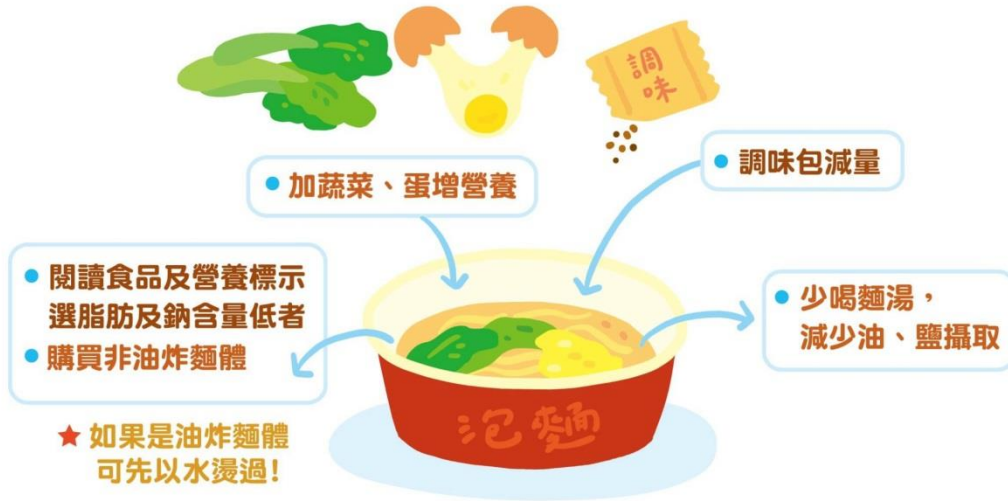 調味
加蔬菜、蛋增營養
調味包減量
閱讀食品及營養標示
選脂肪及鈉含量低者
購買非油炸麵體
★如果是油炸麵體
可先以水燙過!
少喝麵湯，
減少油、鹽攝取
泡麵